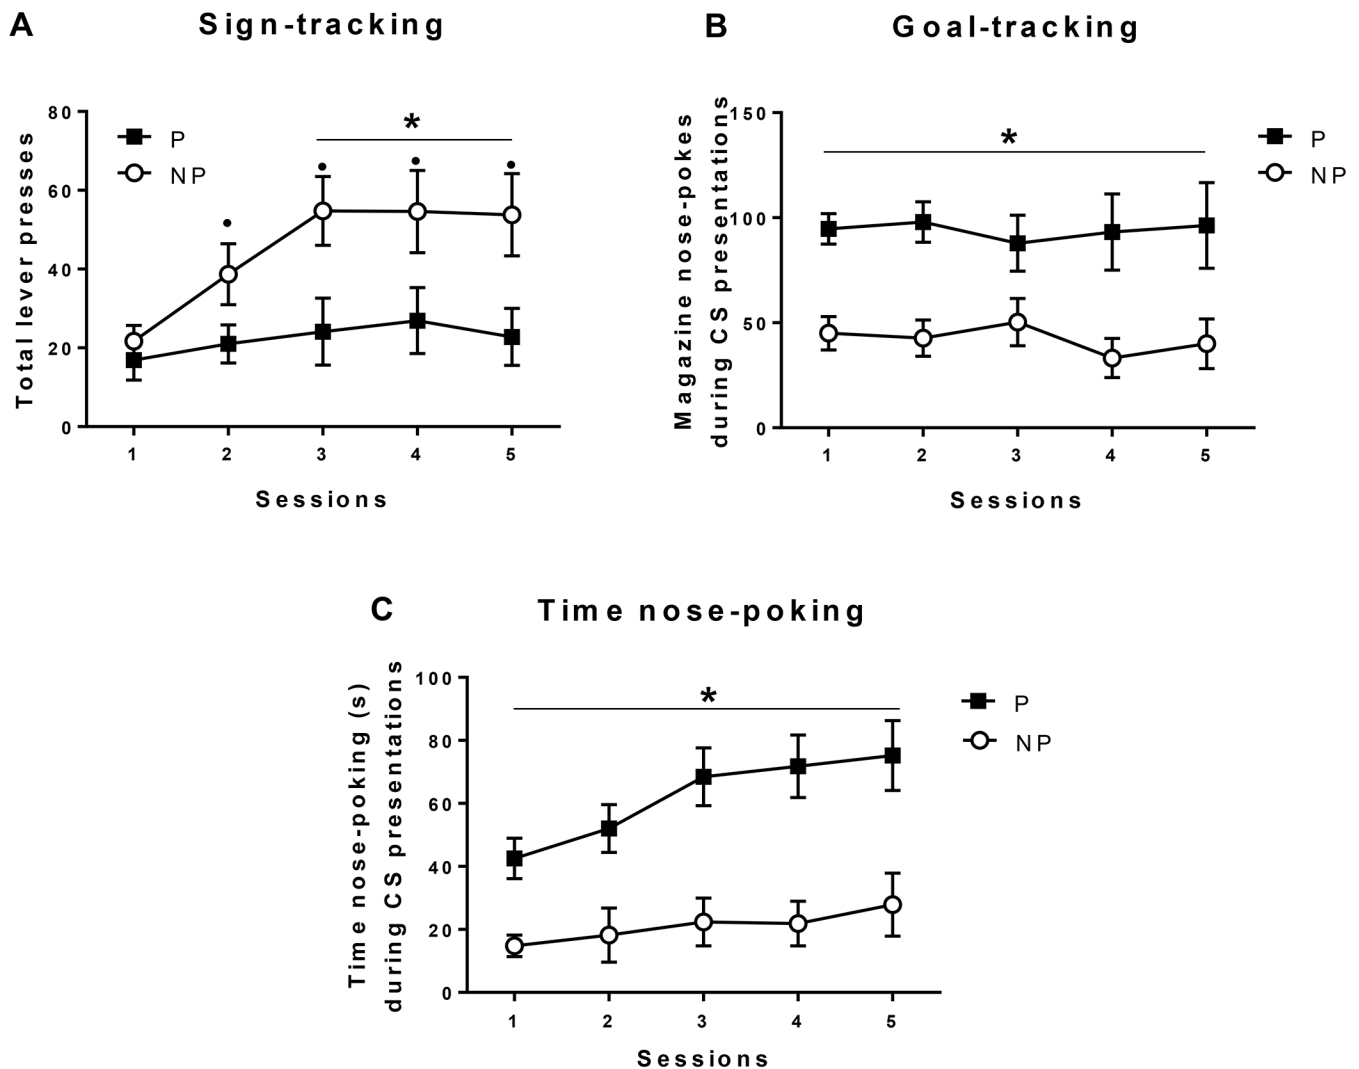 A
Sign-tracking
Total lever presses
80
60
40
20
0
P
NP
*
1 2 3 4 5
Sessions
B
Goal-tracking
Magazine nose-pokes
during CS presentations
150
100
50
0
*
P
NP
1 2 3 4 5
Sessions
C
Time nose-poking
Time nose-poking (s)
during CS presentations
100
80
60
40
20
0
*
P
NP
1 2 3 4 5
Sessions